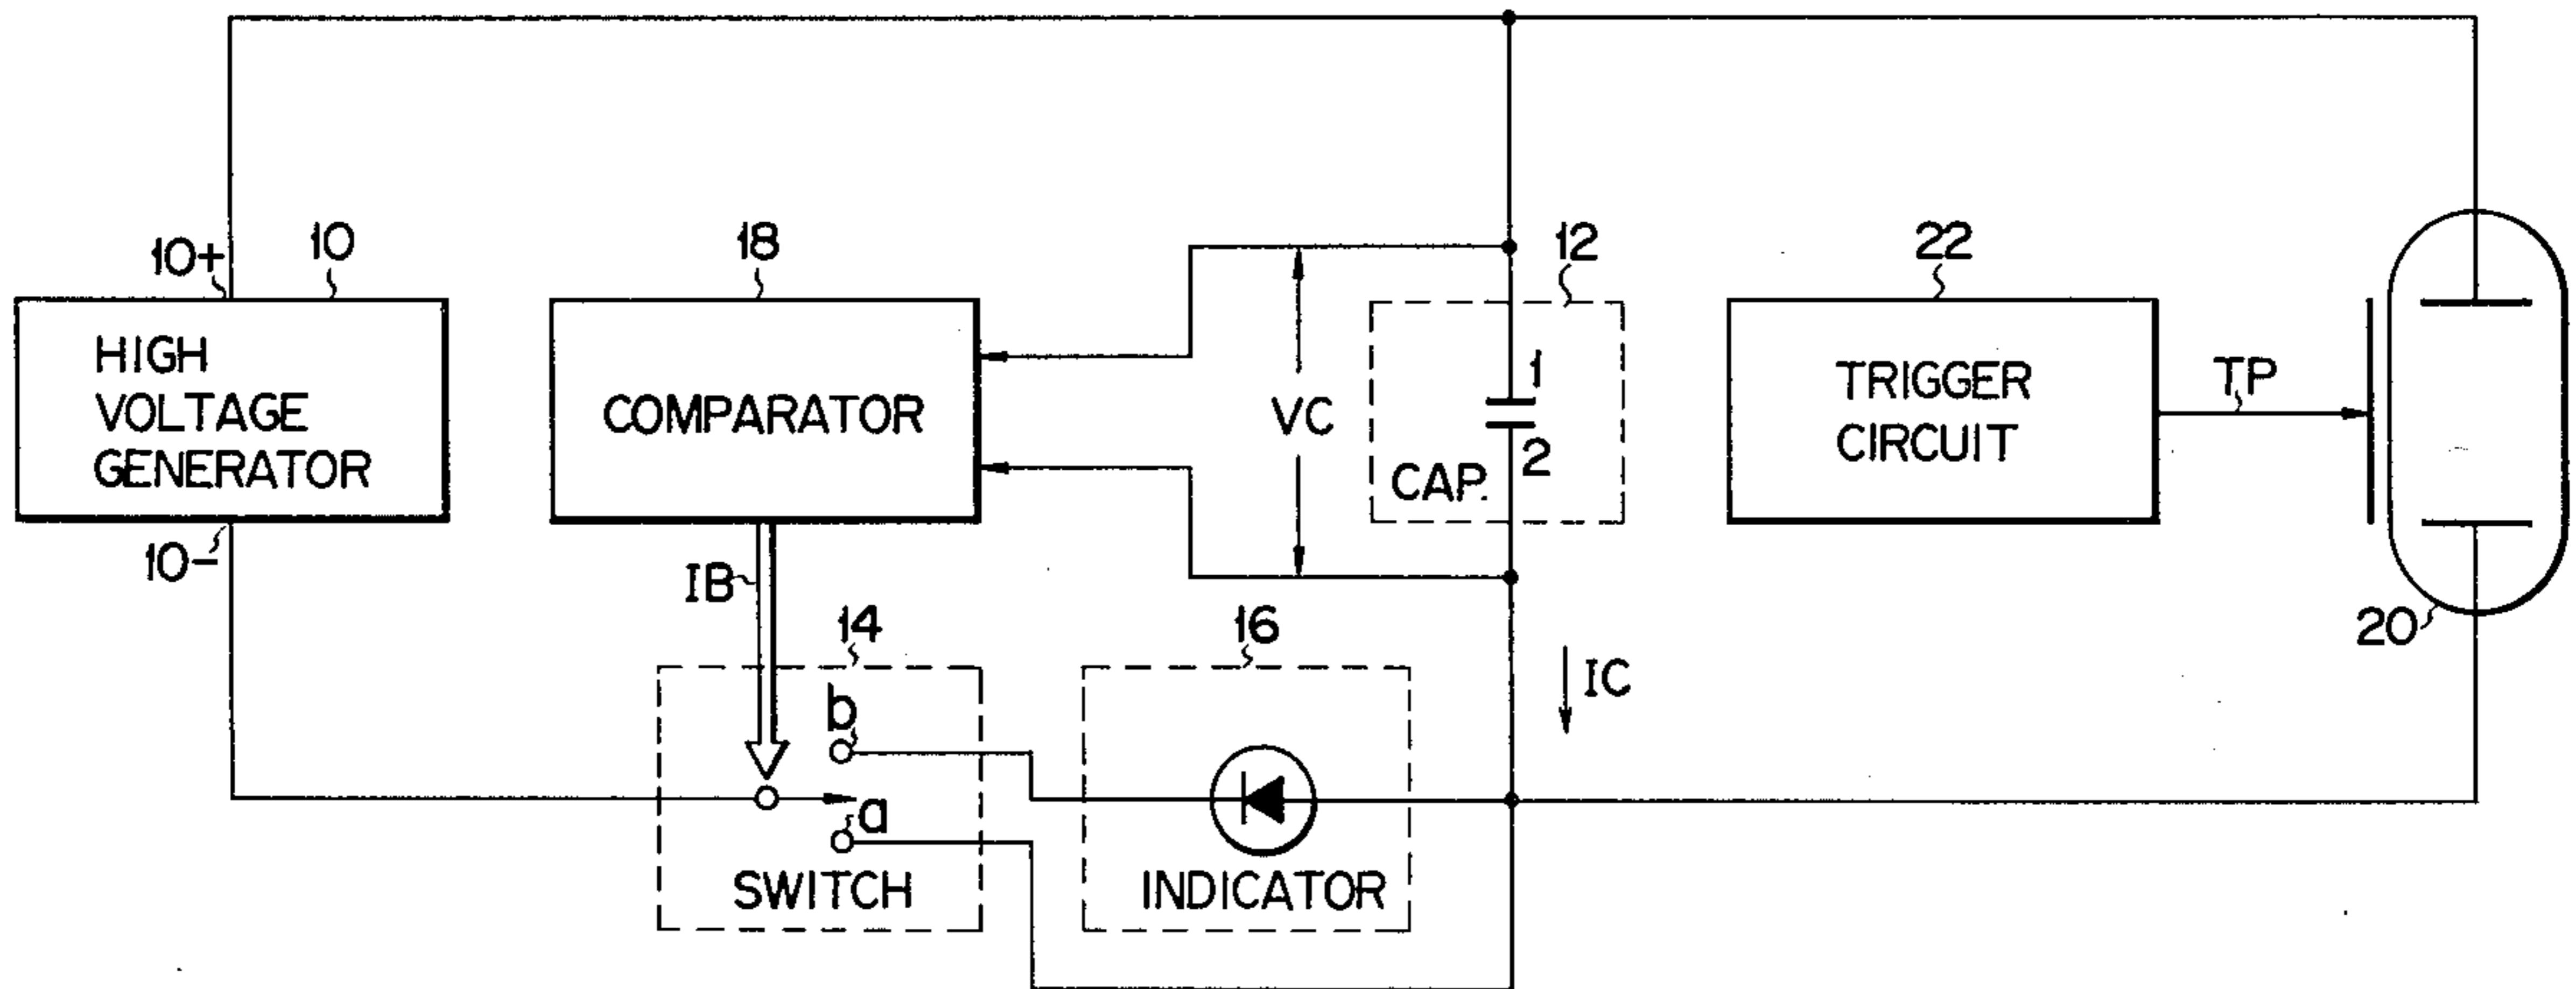 10+
10
HIGH
VOLTAGE
GENERATOR
10-
18
COMPARATOR
IB
VC
12
1
2
CAP.
22
TRIGGER
CIRCUIT
TP
20
14
b
a
SWITCH
16
INDICATOR
IC